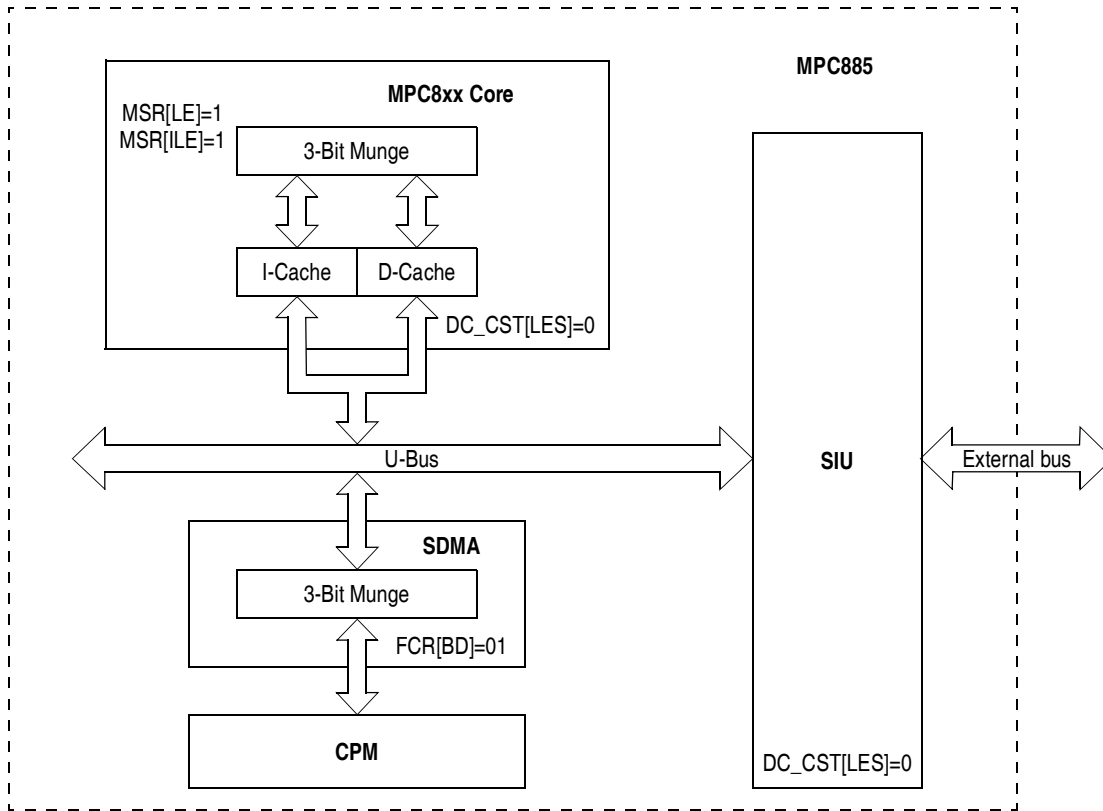 MPC885
MPC8xx Core
MSR[LE]=1
MSR[ILE]=1
3-Bit Munge
I-Cache
D-Cache
DC_CST[LES]=0
U-Bus
SIU
External bus
SDMA
3-Bit Munge
FCR[BD]=01
CPM
DC_CST[LES]=0